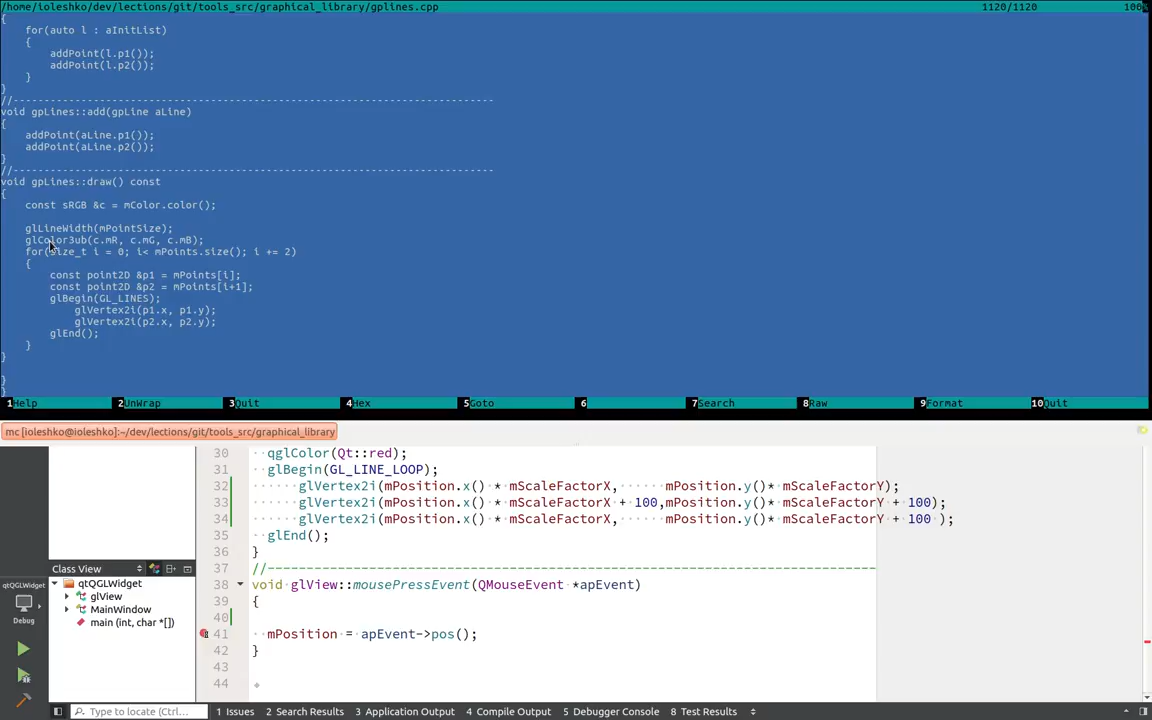 /home/ioleshko/dev/lections/git/tools_src/graphical_library/gplines.cpp 1120/1120 100%
{
for(auto l : aInitList)
{
addPoint(l.p1());
addPoint(l.p2());
}
}
//------------------------------------------------------------------------------
void gpLines::add(gpLine aLine)
{
addPoint(aLine.p1());
addPoint(aLine.p2());
}
//------------------------------------------------------------------------------
void gpLines::draw() const
{
const sRGB &c = mColor.color();
glLineWidth(mPointSize);
glColor3ub(c.mR, c.mG, c.mB);
for(size_t i = 0; i< mPoints.size(); i += 2)
{
const point2D &p1 = mPoints[i];
const point2D &p2 = mPoints[i+1];
glBegin(GL_LINES);
glVertex2i(p1.x, p1.y);
glVertex2i(p2.x, p2.y);
glEnd();
}
}
}
}
1Help 2UnWrap 3Quit 4Hex 5Goto 6 7Search 8Raw 9Format 10Quit
mc [ioleshko@ioleshko]:~/dev/lections/git/tools_src/graphical_library
30 qglColor(Qt::red);
31 glBegin(GL_LINE_LOOP);
32 glVertex2i(mPosition.x() * mScaleFactorX, mPosition.y()* mScaleFactorY);
33 glVertex2i(mPosition.x() * mScaleFactorX + 100,mPosition.y()* mScaleFactorY + 100);
34 glVertex2i(mPosition.x() * mScaleFactorX, mPosition.y()* mScaleFactorY + 100 );
35 glEnd();
36 }
37 //------------------------------------------------------------------------------
38 void glView::mousePressEvent(QMouseEvent *apEvent)
39 {
40
41 mPosition = apEvent->pos();
42 }
43
44
Class View
qtQGLWidget
glView
MainWindow
main (int, char *[])
qtQGLWidget
Debug
Type to locate (Ctrl...
1 Issues 2 Search Results 3 Application Output 4 Compile Output 5 Debugger Console 8 Test Results